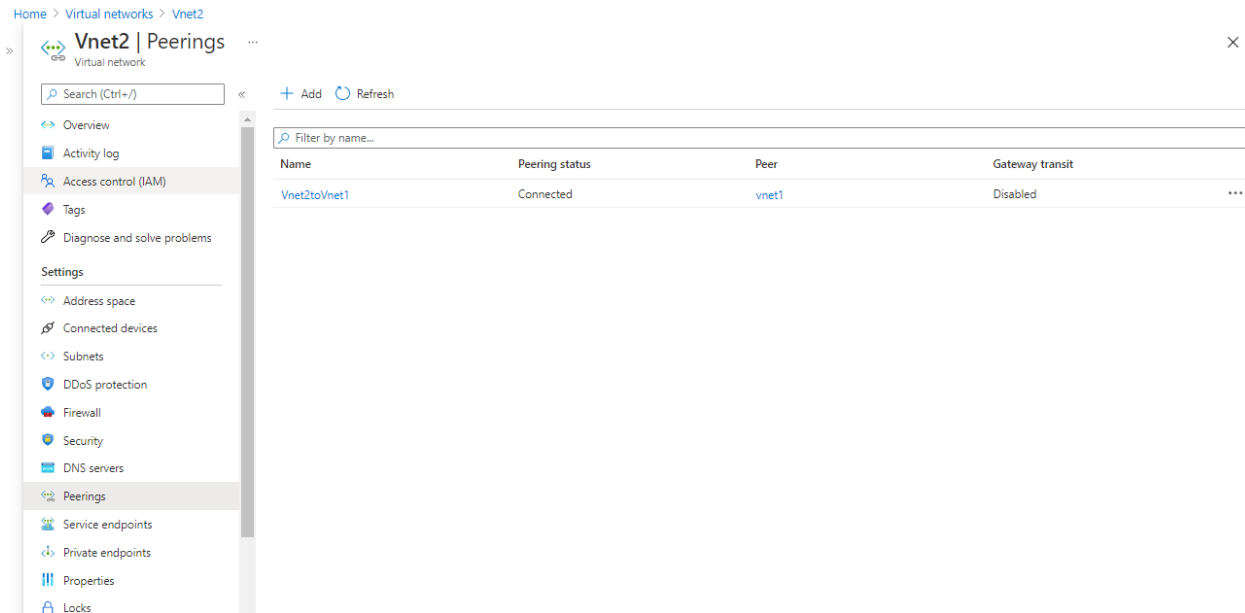 Home > Virtual networks > Vnet2
Vnet2 | Peerings ...
Virtual network
Search (Ctrl+/)
Overview
Activity log
Access control (IAM)
Tags
Diagnose and solve problems
Settings
Address space
Connected devices
Subnets
DDoS protection
Firewall
Security
DNS servers
Peerings
Service endpoints
Private endpoints
Properties
Locks
Add Refresh
Filter by name...
Name Peering status Peer Gateway transit
Vnet2toVnet1 Connected vnet1 Disabled